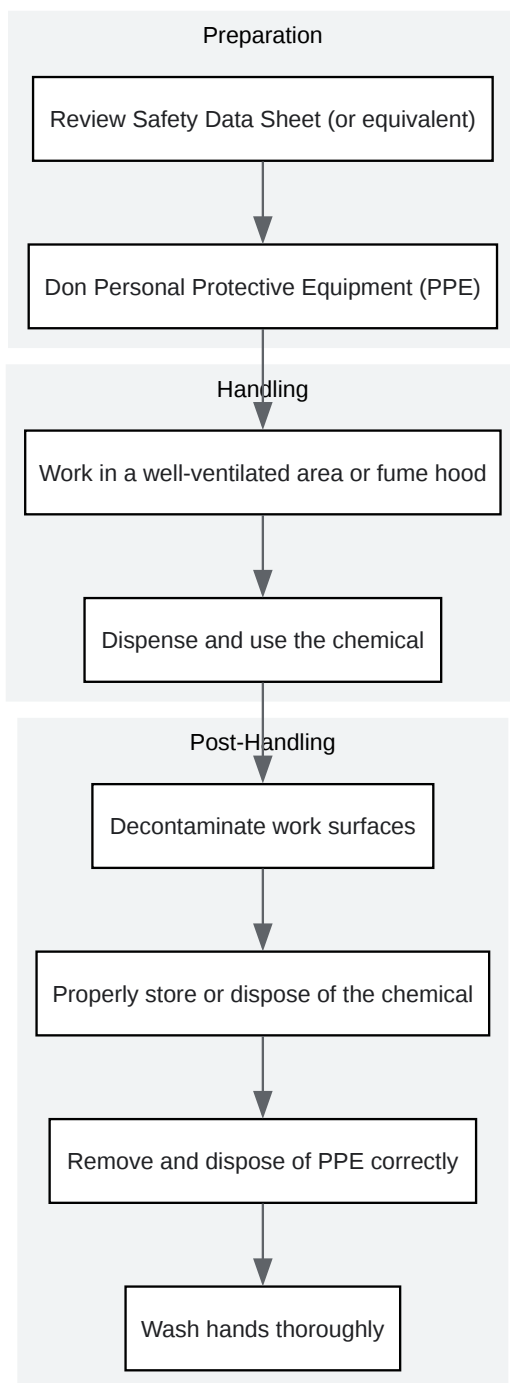 Preparation
Review Safety Data Sheet (or equivalent)
Don Personal Protective Equipment (PPE)
Handling
Work in a well-ventilated area or fume hood
Dispense and use the chemical
Post-Handling
Decontaminate work surfaces
Properly store or dispose of the chemical
Remove and dispose of PPE correctly
Wash hands thoroughly